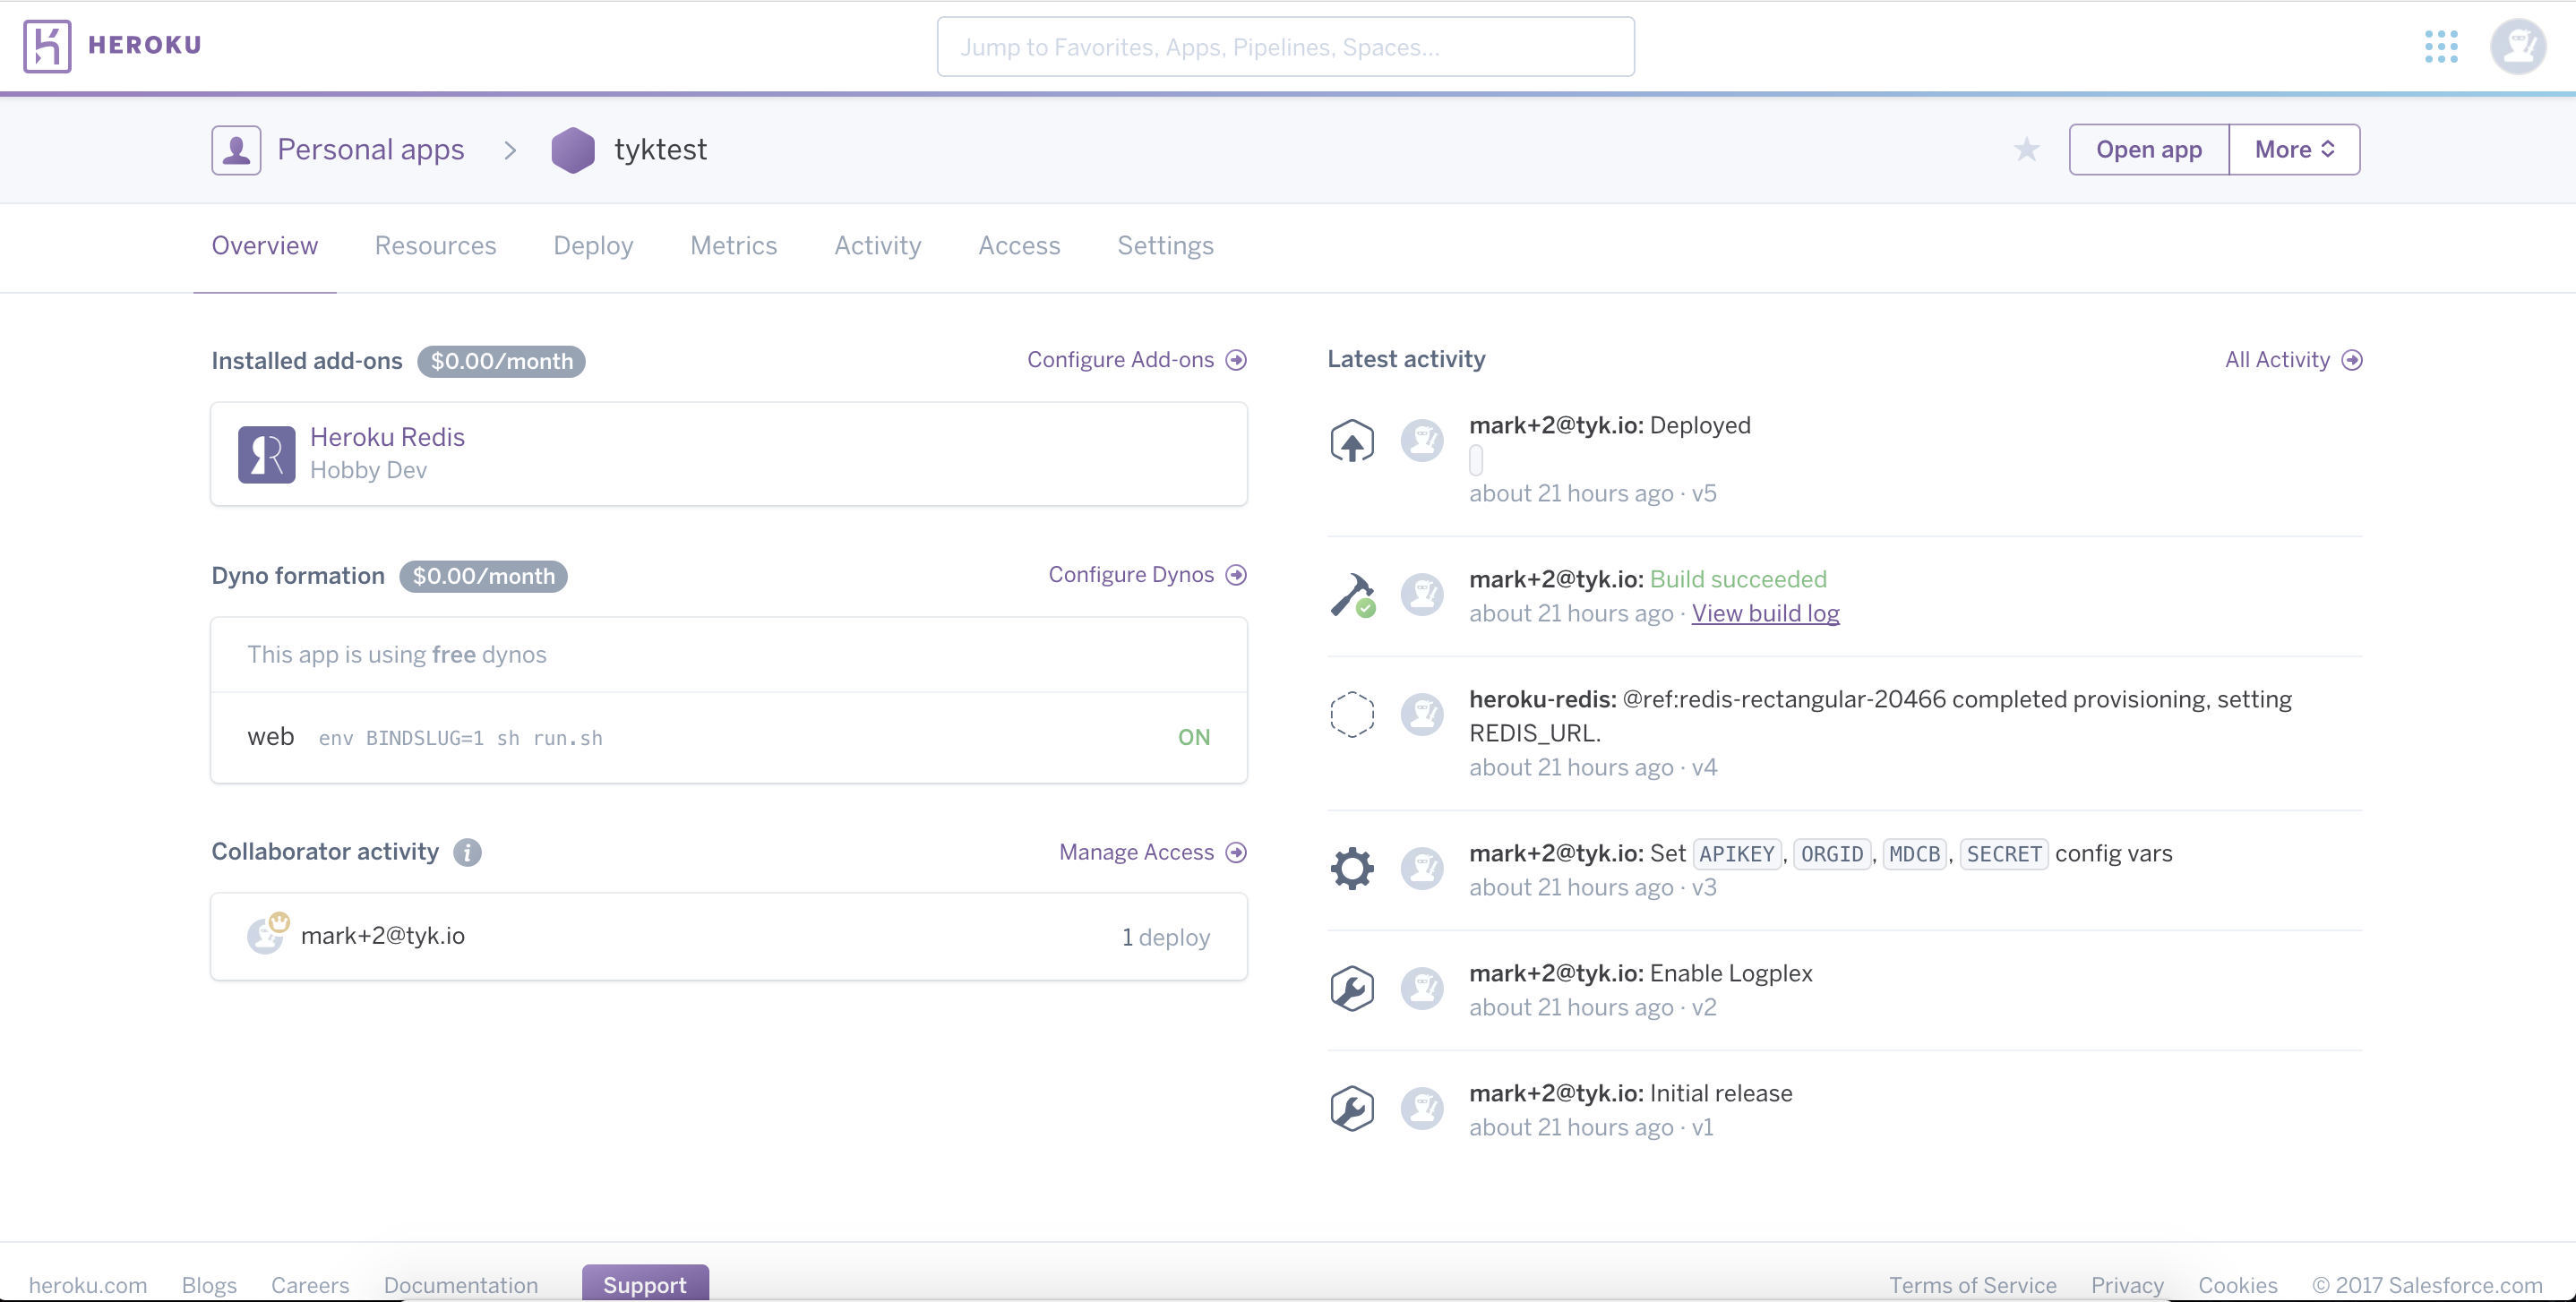 HEROKU
Jump to Favorites, Apps, Pipelines, Spaces...
Personal apps > tyktest
Open app
More
Overview Resources Deploy Metrics Activity Access Settings
Installed add-ons $0.00/month
Configure Add-ons
Heroku Redis
Hobby Dev
Dyno formation $0.00/month
Configure Dynos
This app is using free dynos
web env BINDSLUG=1 sh run.sh ON
Collaborator activity i
Manage Access
mark+2@tyk.io 1 deploy
Latest activity
All Activity
mark+2@tyk.io: Deployed
about 21 hours ago · v5
mark+2@tyk.io: Build succeeded
about 21 hours ago · View build log
heroku-redis: @ref:redis-rectangular-20466 completed provisioning, setting
REDIS_URL.
about 21 hours ago · v4
mark+2@tyk.io: Set APIKEY, ORGID, MDCB, SECRET config vars
about 21 hours ago · v3
mark+2@tyk.io: Enable Logplex
about 21 hours ago · v2
mark+2@tyk.io: Initial release
about 21 hours ago · v1
heroku.com Blogs Careers Documentation Support
Terms of Service Privacy Cookies © 2017 Salesforce.com